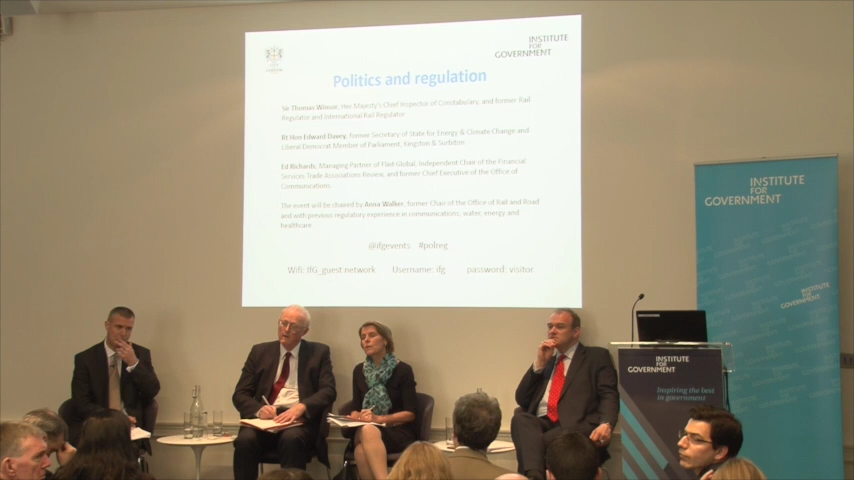 INSTITUTE
FOR
GOVERNMENT
Politics and regulation
Sir Thomas Winsor, Her Majesty's Chief Inspector of Constabulary, and former Rail
Regulator and International Rail Regulator
Rt Hon Edward Davey, former Secretary of State for Energy & Climate Change and
Liberal Democrat Member of Parliament, Kingston & Surbiton
Ed Richards, Managing Partner of Flint Global, Independent Chair of the Financial
Services Trade Associations Review, and former Chief Executive of the Office of
Communications.
The event will be chaired by Anna Walker, former Chair of the Office of Rail and Road
and with previous regulatory experience in communications, water, energy and
healthcare
@ifgevents #polreg
Wifi: IfG_guest network Username: ifg password: visitor
INSTITUTE
FOR
GOVERNMENT
INSTITUTE
FOR
GOVERNMENT
INSTITUTE
FOR
GOVERNMENT
Inspiring the best
in government